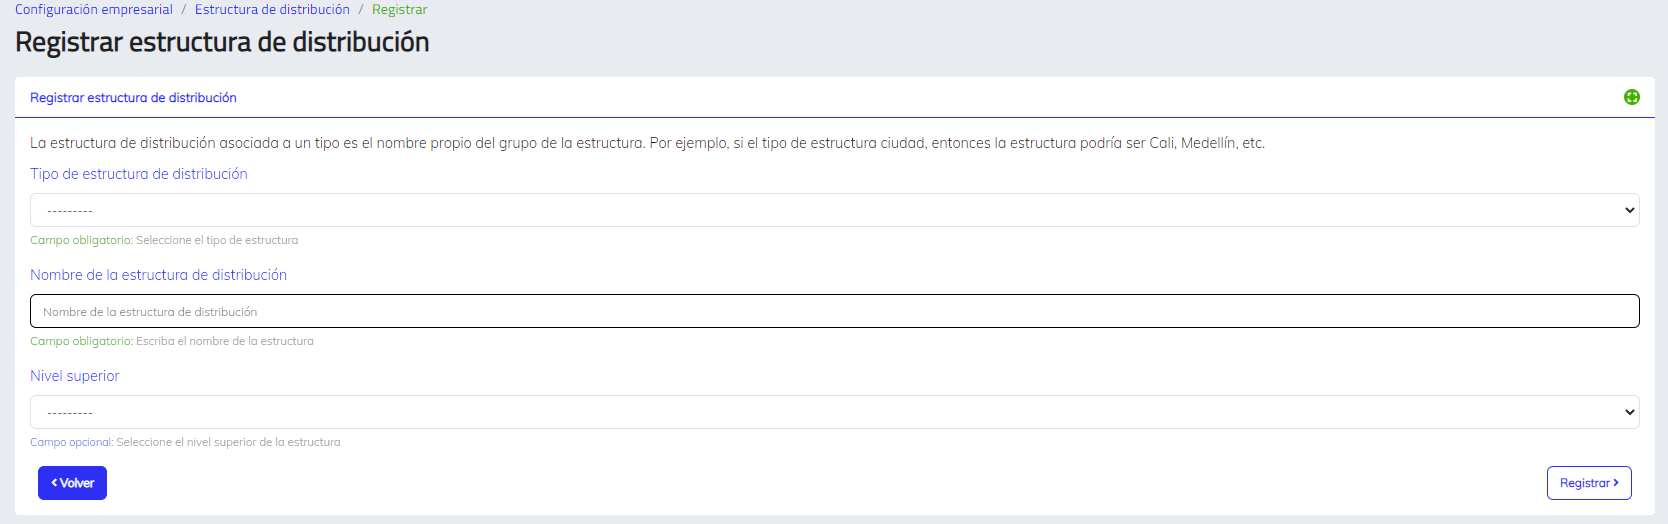 Configuración empresarial / Estructura de distribución / Registrar
Registrar estructura de distribución
Registrar estructura de distribución
La estructura de distribución asociada a un tipo es el nombre propio del grupo de la estructura. Por ejemplo, si el tipo de estructura ciudad, entonces la estructura podría ser Cali, Medellín, etc.
Tipo de estructura de distribución
---------
Campo obligatorio: Seleccione el tipo de estructura
Nombre de la estructura de distribución
Nombre de la estructura de distribución
Campo obligatorio: Escriba el nombre de la estructura
Nivel superior
---------
Campo opcional: Seleccione el nivel superior de la estructura
Volver
Registrar